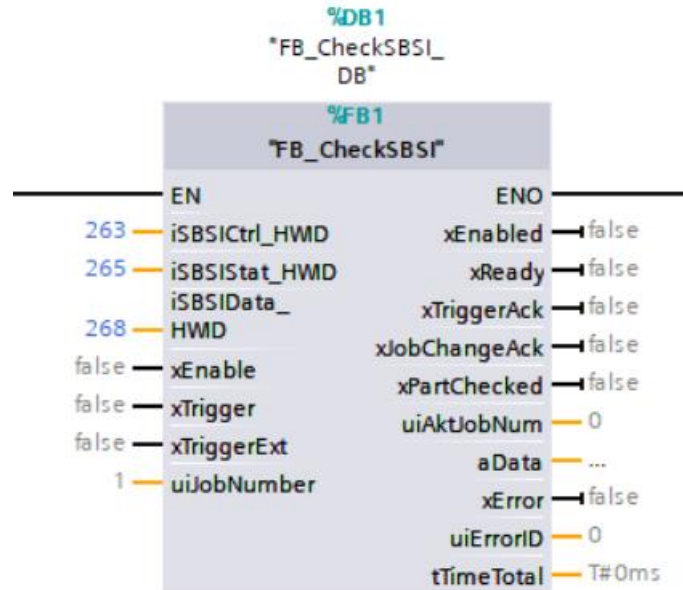 %DB1
"FB_CheckSBSI_
DB"
%FB1
"FB_CheckSBSI"
EN ENO
263 iSBSICtrl_HWID xEnabled false
265 iSBSIStat_HWID xReady false
iSBSIData_
268 HWID xTriggerAck false
xJobChangeAck false
false xEnable xPartChecked false
false xTrigger uiAktJobNum 0
false xTriggerExt aData ...
1 uiJobNumber xError false
uiErrorID 0
tTimeTotal T#0ms